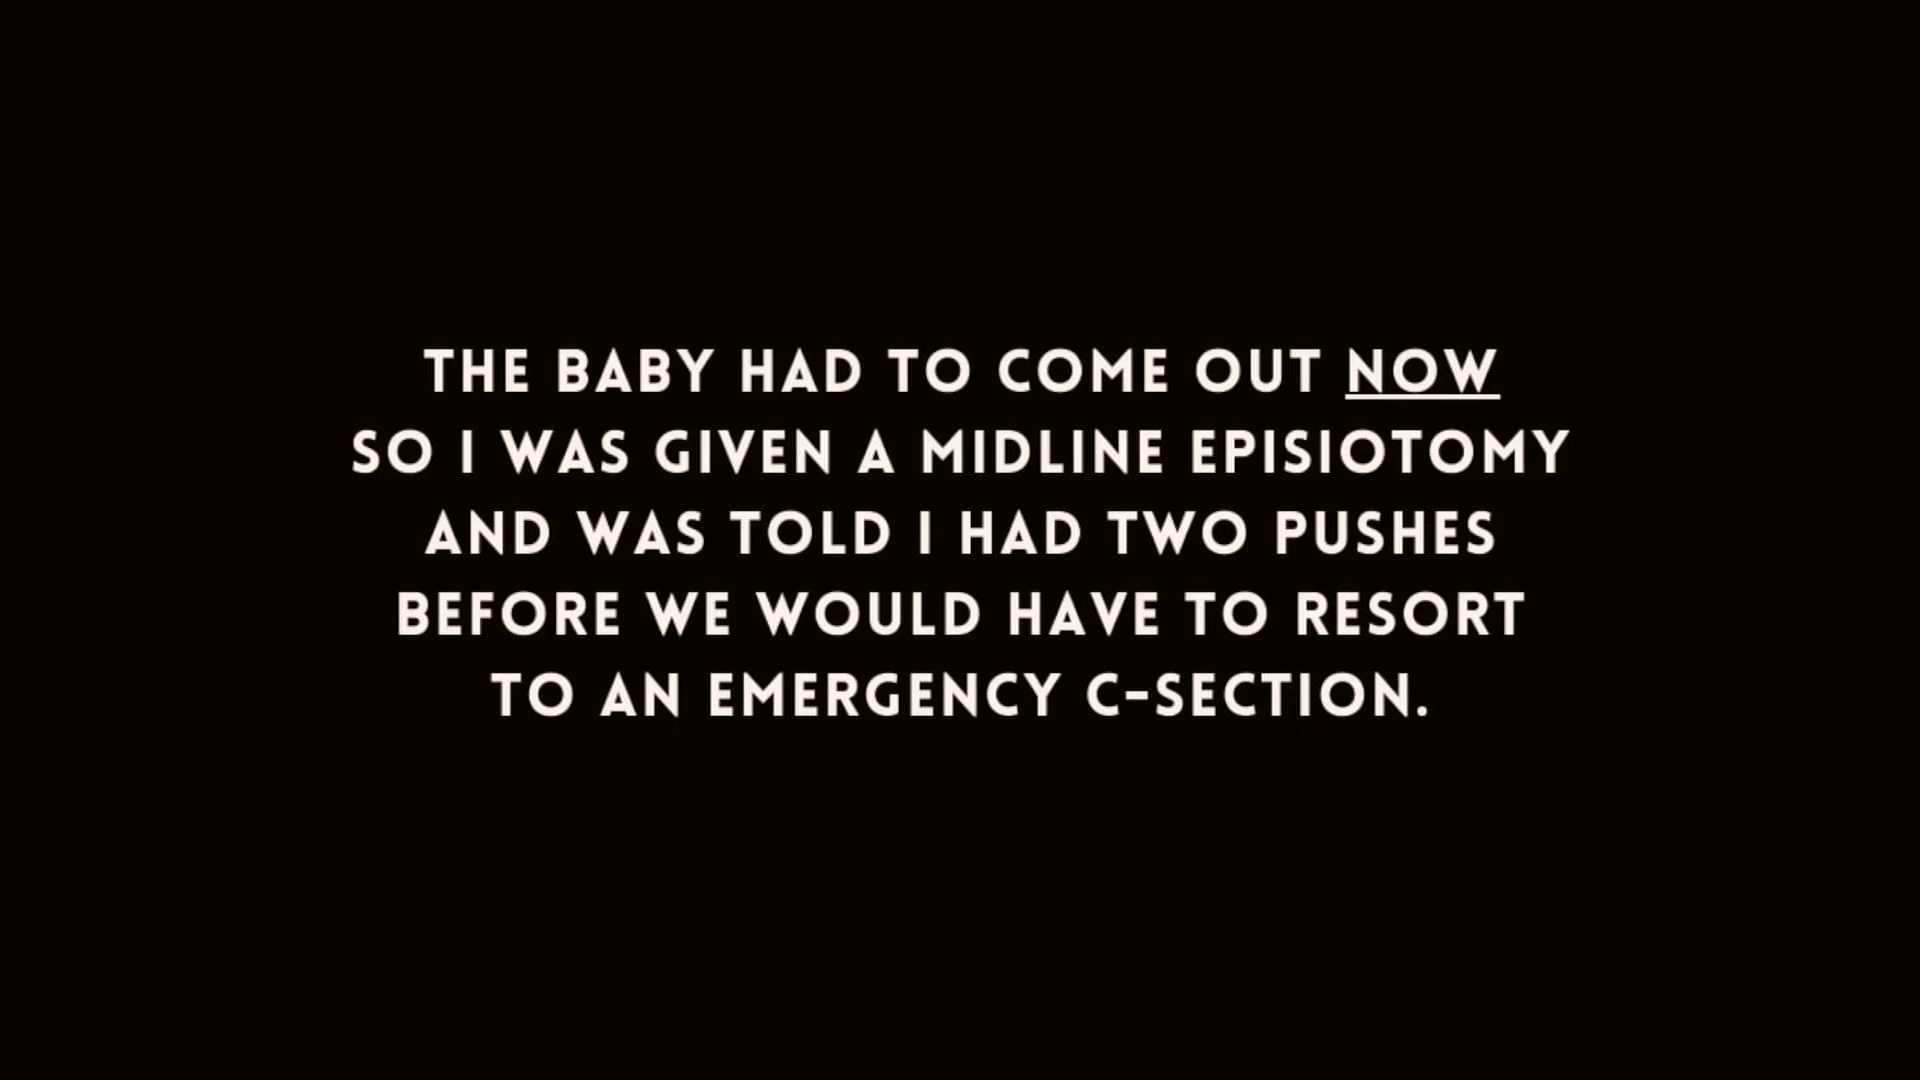 THE BABY HAD TO COME OUT NOW
SO I WAS GIVEN A MIDLINE EPISIOTOMY
AND WAS TOLD I HAD TWO PUSHES
BEFORE WE WOULD HAVE TO RESORT
TO AN EMERGENCY C-SECTION.